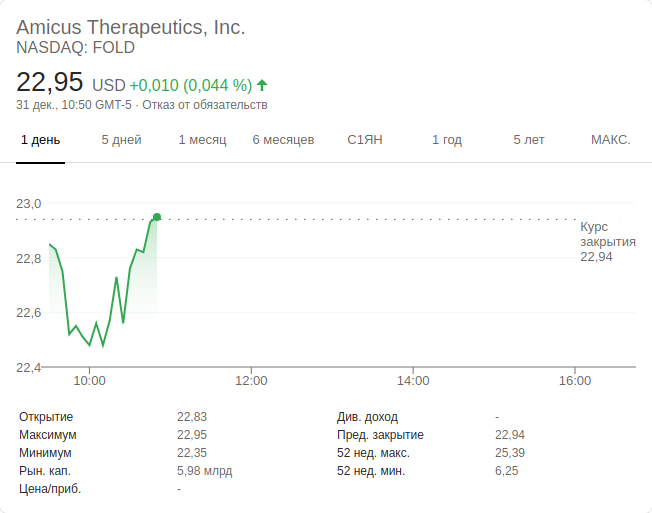 Amicus Therapeutics, Inc.
NASDAQ: FOLD
22,95 USD +0,010 (0,044 %)
31 дек., 10:50 GMT-5 · Отказ от обязательств
1 день 5 дней 1 месяц 6 месяцев С1ЯН 1 год 5 лет МАКС.
23,0
Курс
закрытия
22,94
22,8
22,6
22,4
10:00 12:00 14:00 16:00
Открытие 22,83 Див. доход -
Максимум 22,95 Пред. закрытие 22,94
Минимум 22,35 52 нед. макс. 25,39
Рын. кап. 5,98 млрд 52 нед. мин. 6,25
Цена/приб. -